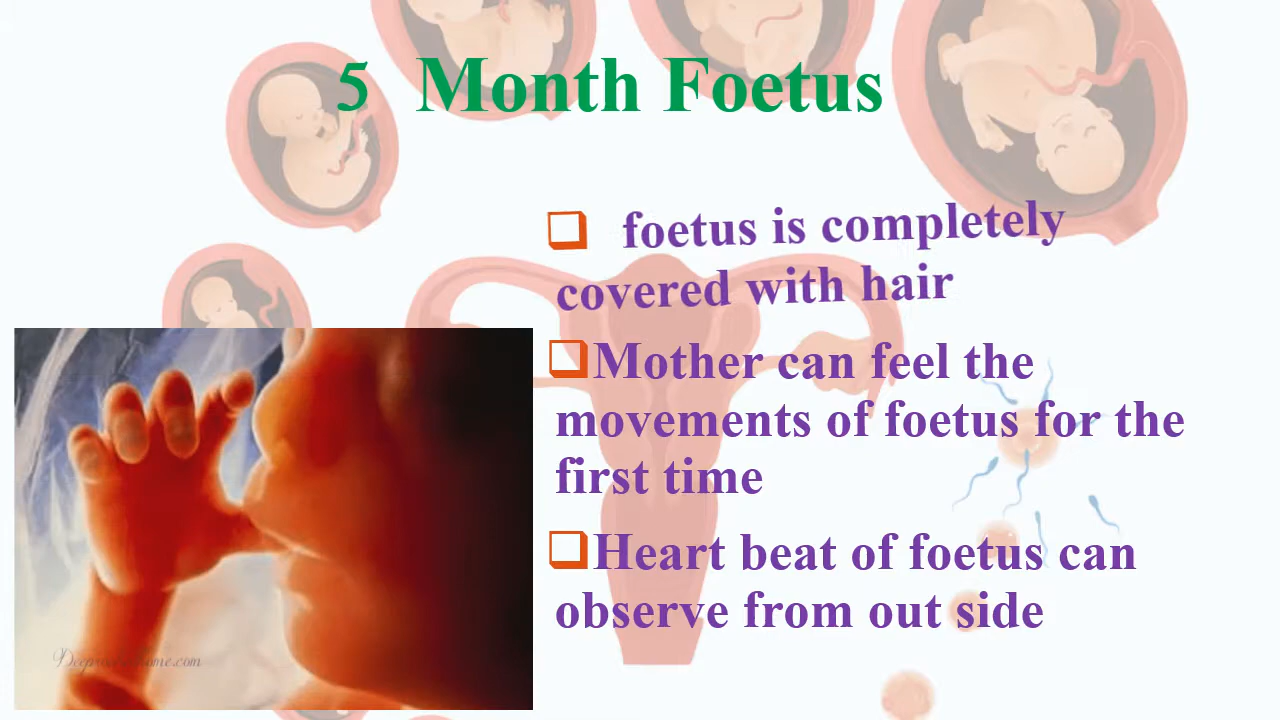 5 Month Foetus
foetus is completely
covered with hair
Mother can feel the
movements of foetus for the
first time
Heart beat of foetus can
observe from out side